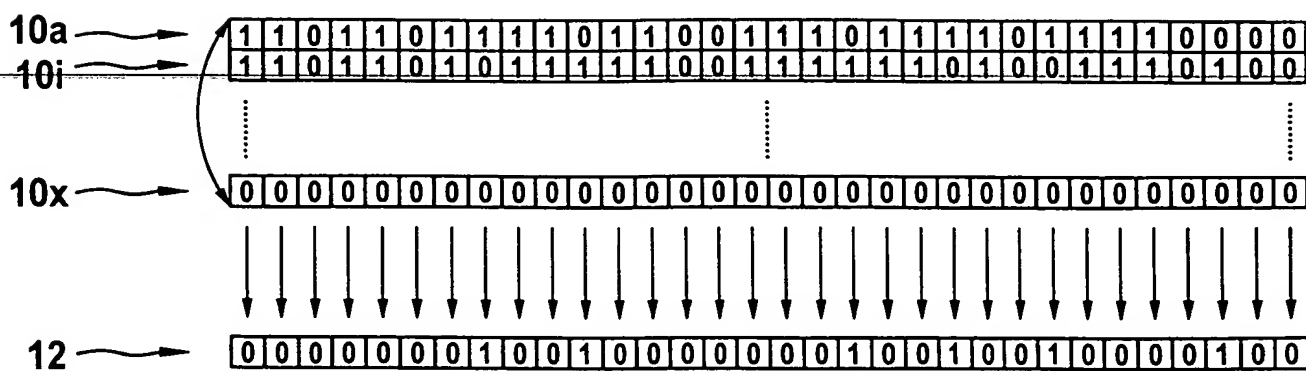 10a 1 1 0 1 1 0 1 1 1 1 0 1 1 0 0 1 1 1 0 1 1 1 1 0 1 1 1 1 0 0 0 0
10i 1 1 0 1 1 0 1 0 1 1 1 1 1 0 0 1 1 1 1 1 1 0 1 0 0 1 1 1 0 1 0 0
10x 0 0 0 0 0 0 0 0 0 0 0 0 0 0 0 0 0 0 0 0 0 0 0 0 0 0 0 0 0 0 0 0
12 0 0 0 0 0 0 0 1 0 0 1 0 0 0 0 0 0 0 1 0 0 1 0 0 1 0 0 0 0 1 0 0